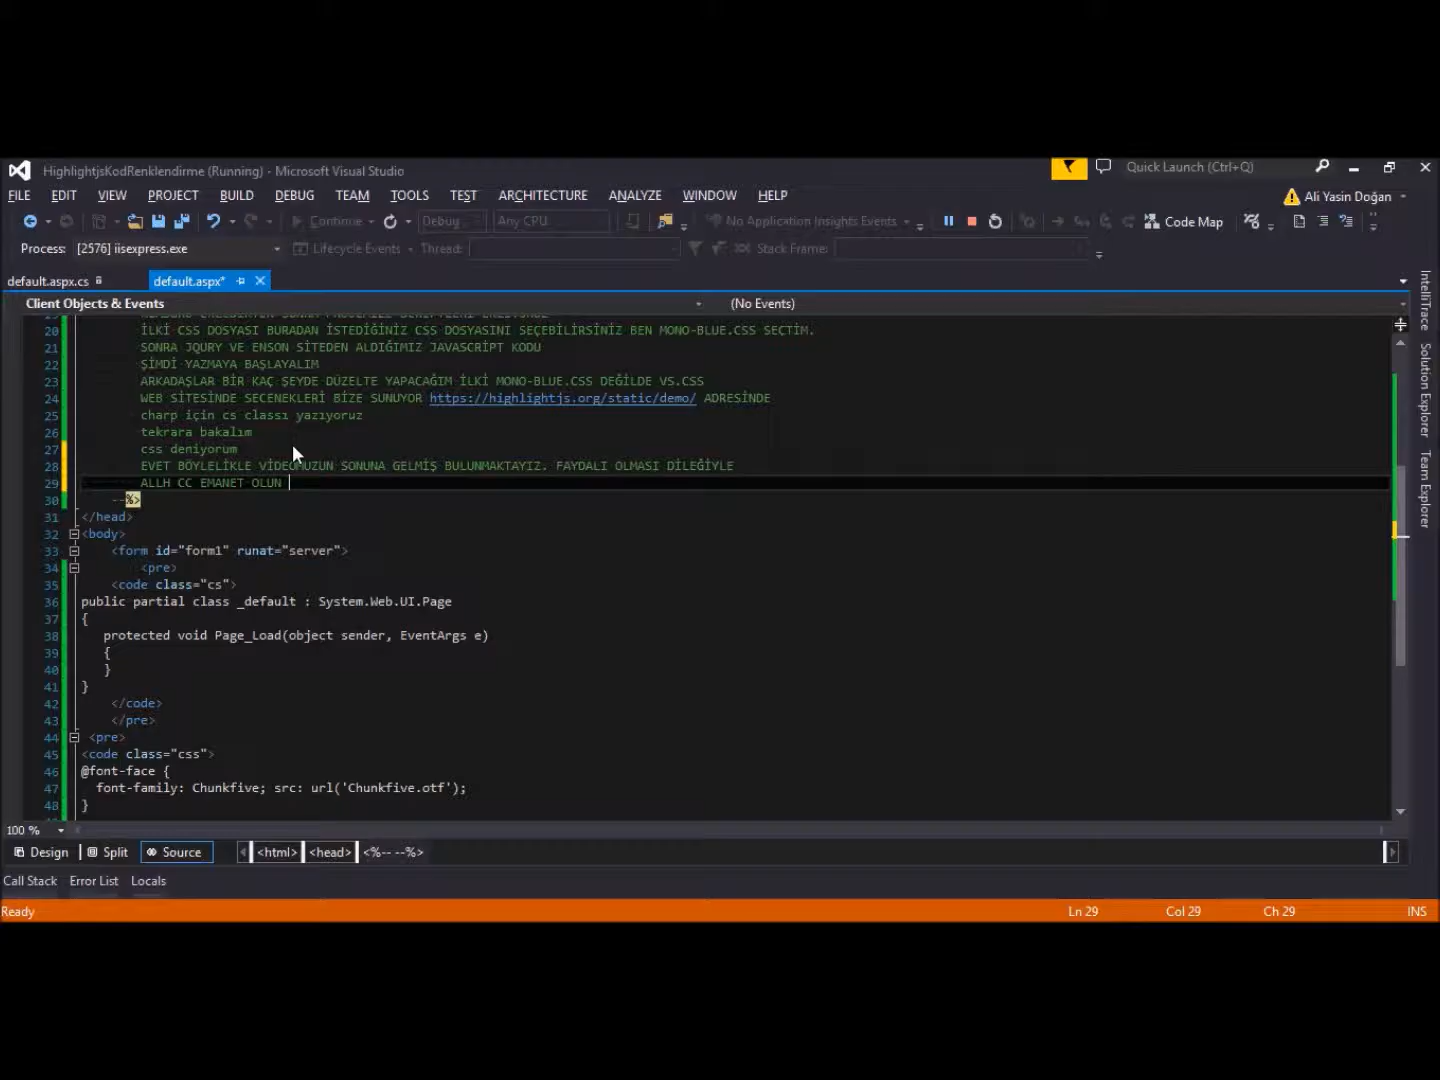 HighlightjsKodRenklendirme (Running) - Microsoft Visual Studio
Quick Launch (Ctrl+Q)
FILE EDIT VIEW PROJECT BUILD DEBUG TEAM TOOLS TEST ARCHITECTURE ANALYZE WINDOW HELP
Ali Yasin Doğan
Continue Debug Any CPU No Application Insights Events Code Map
Process: [2576] iisexpress.exe Lifecycle Events Thread: Stack Frame:
default.aspx.cs default.aspx*
Client Objects & Events (No Events)
20 İLKİ CSS DOSYASI BURADAN İSTEDİĞİNİZ CSS DOSYASINI SEÇEBİLİRSİNİZ BEN MONO-BLUE.CSS SEÇTİM.
21 SONRA JQURY VE ENSON SİTEDEN ALDIĞIMIZ JAVASCRİPT KODU
22 ŞİMDİ YAZMAYA BAŞLAYALIM
23 ARKADAŞLAR BİR KAÇ ŞEYDE DÜZELTE YAPACAĞIM İLKİ MONO-BLUE.CSS DEĞİLDE VS.CSS
24 WEB SİTESİNDE SECENEKLERİ BİZE SUNUYOR https://highlightjs.org/static/demo/ ADRESİNDE
25 charp için cs classı yazıyoruz
26 tekrara bakalım
27 css deniyorum
28 EVET BÖYLELİKLE VİDEOMUZUN SONUNA GELMİŞ BULUNMAKTAYIZ. FAYDALI OLMASI DİLEĞİYLE
29 ALLH CC EMANET OLUN
30 --%>
31 </head>
32 <body>
33 <form id="form1" runat="server">
34 <pre>
35 <code class="cs">
36 public partial class _default : System.Web.UI.Page
37 {
38 protected void Page_Load(object sender, EventArgs e)
39 {
40 }
41 }
42 </code>
43 </pre>
44 <pre>
45 <code class="css">
46 @font-face {
47 font-family: Chunkfive; src: url('Chunkfive.otf');
48 }
100 %
Design Split Source <html> <head> <%-- --%>
Call Stack Error List Locals
Ready Ln 29 Col 29 Ch 29 INS
IntelliTrace
Solution Explorer
Team Explorer